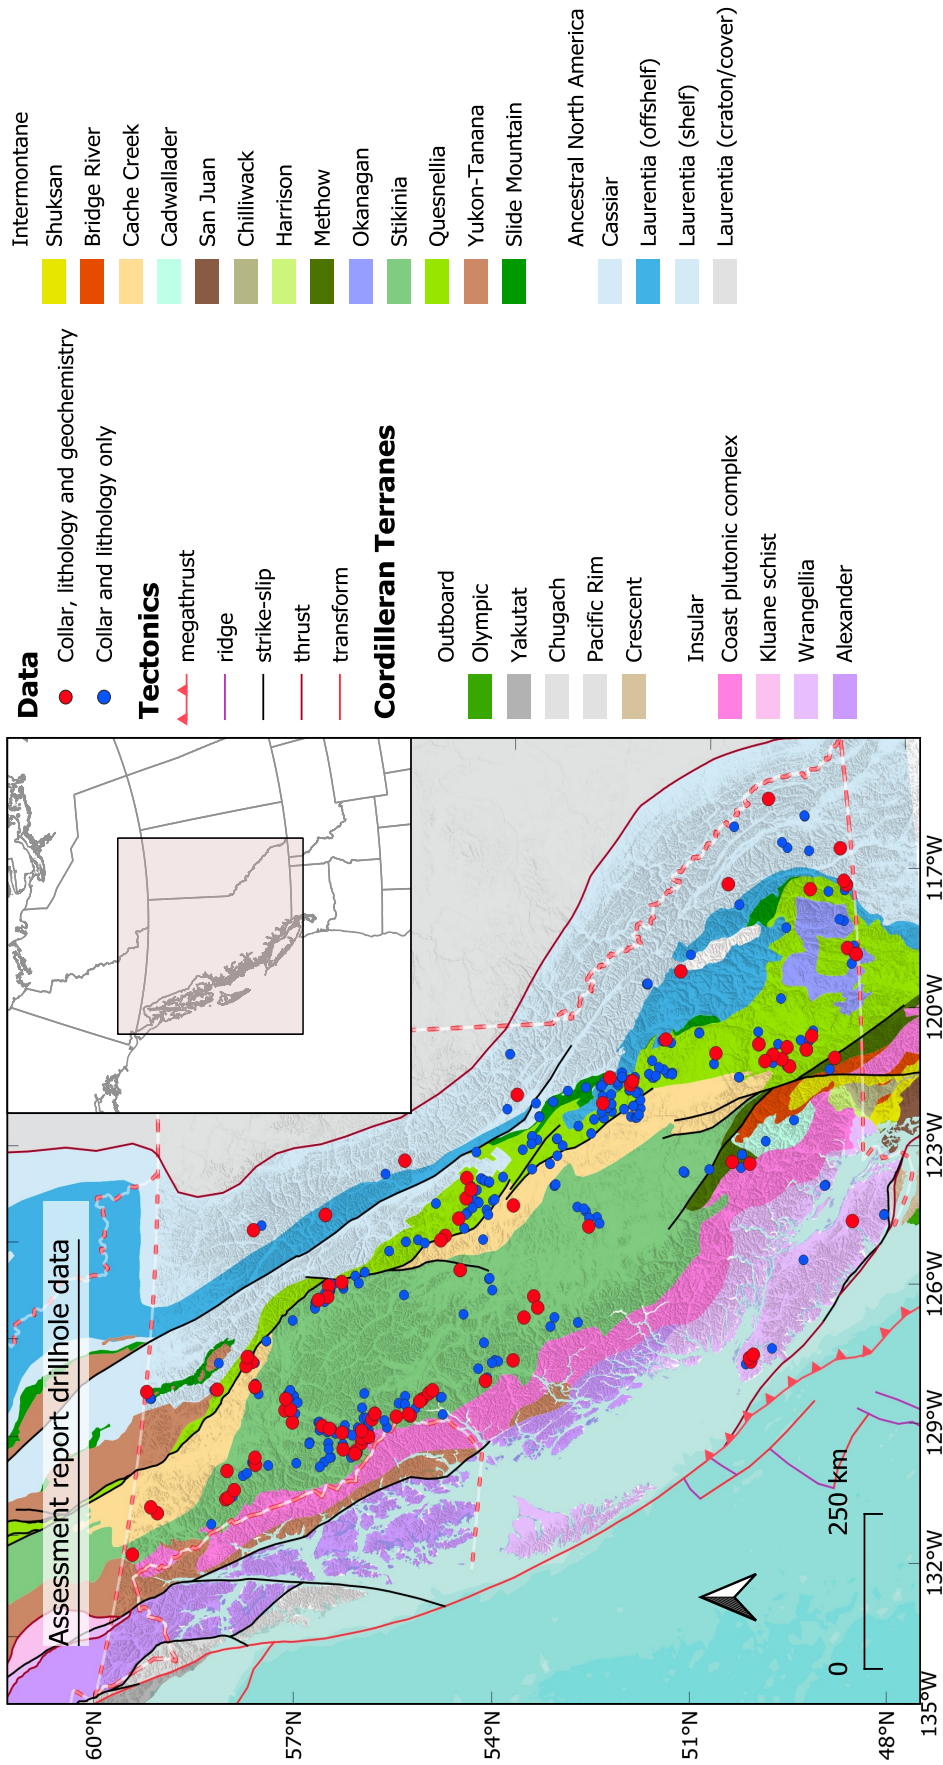 Assessment report drillhole data
60°N
57°N
54°N
51°N
48°N
135°W
132°W
129°W
126°W
123°W
120°W
117°W
0
250 km
Data
Collar, lithology and geochemistry
Collar and lithology only
Tectonics
megathrust
ridge
strike-slip
thrust
transform
Cordilleran Terranes
Outboard
Olympic
Yakutat
Chugach
Pacific Rim
Crescent
Insular
Coast plutonic complex
Kluane schist
Wrangellia
Alexander
Intermontane
Shuksan
Bridge River
Cache Creek
Cadwallader
San Juan
Chilliwack
Harrison
Methow
Okanagan
Stikinia
Quesnellia
Yukon-Tanana
Slide Mountain
Ancestral North America
Cassiar
Laurentia (offshelf)
Laurentia (shelf)
Laurentia (craton/cover)